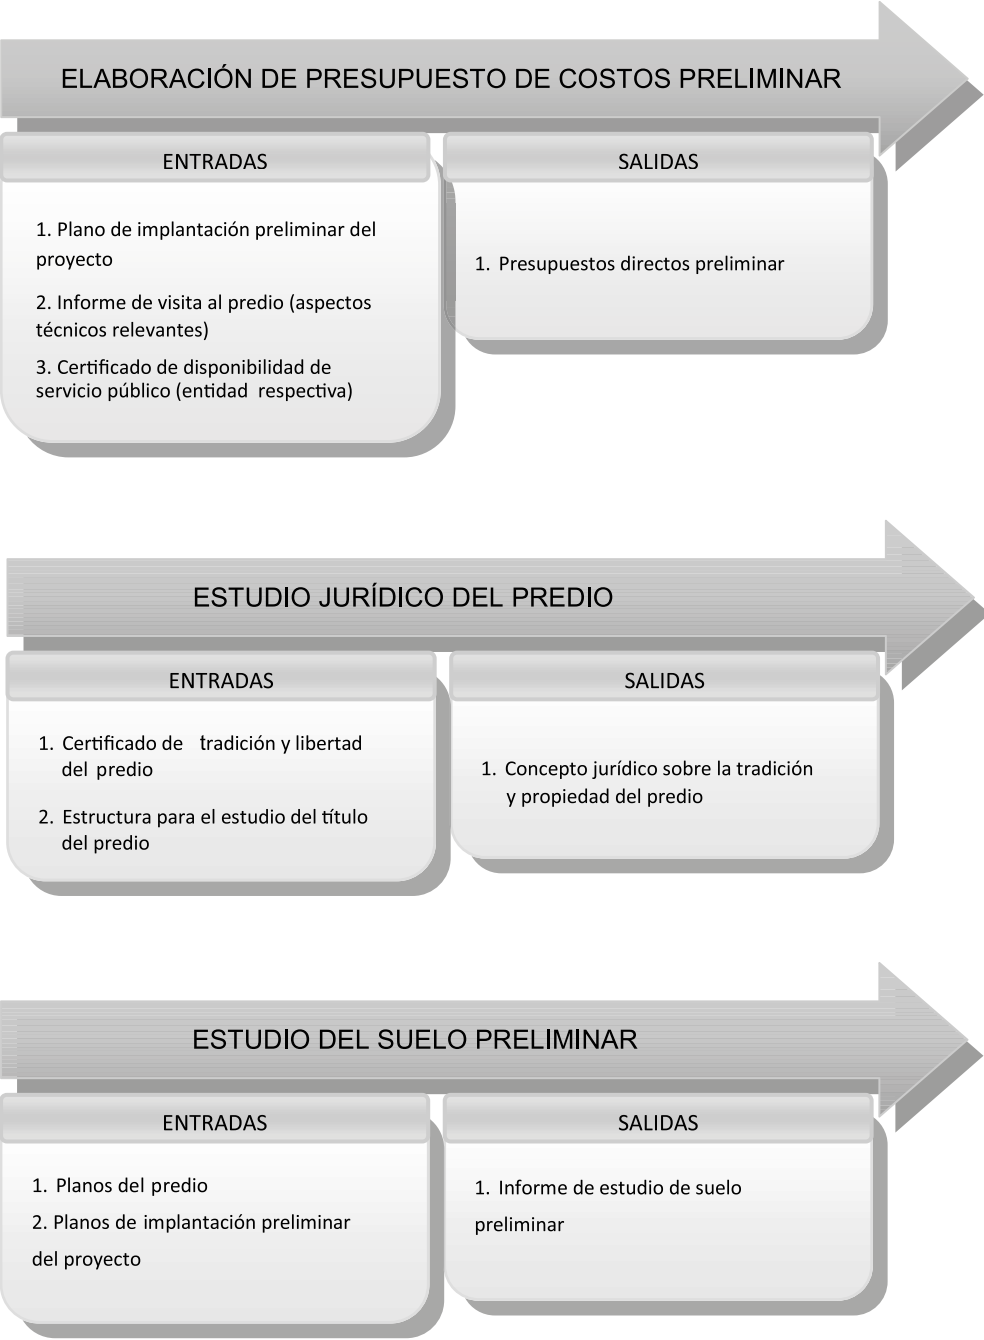 ELABORACIÓN DE PRESUPUESTO DE COSTOS PRELIMINAR
ENTRADAS
1. Plano de implantación preliminar del
proyecto
2. Informe de visita al predio (aspectos
técnicos relevantes)
3. Certificado de disponibilidad de
servicio público (entidad respectiva)
SALIDAS
1. Presupuestos directos preliminar
ESTUDIO JURÍDICO DEL PREDIO
ENTRADAS
1. Certificado de tradición y libertad
del predio
2. Estructura para el estudio del título
del predio
SALIDAS
1. Concepto jurídico sobre la tradición
y propiedad del predio
ESTUDIO DEL SUELO PRELIMINAR
ENTRADAS
1. Planos del predio
2. Planos de implantación preliminar
del proyecto
SALIDAS
1. Informe de estudio de suelo
preliminar